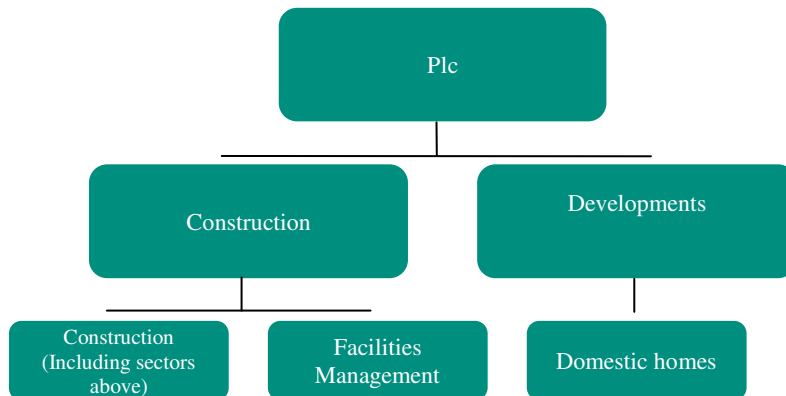 Plc
Construction
Developments
Construction
(Including sectors
above)
Facilities
Management
Domestic homes